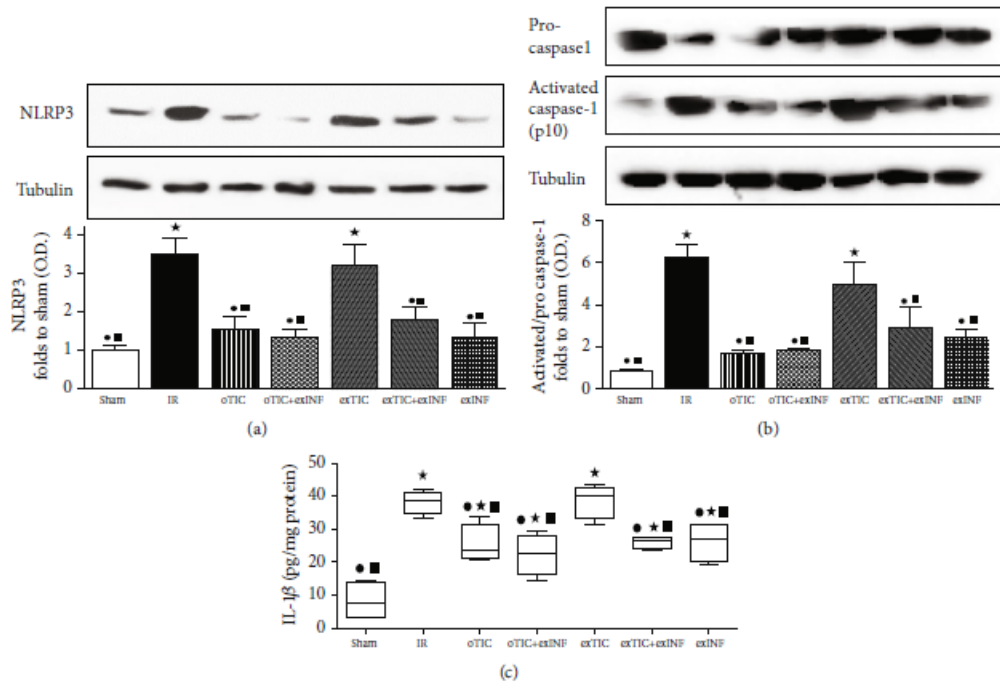 NLRP3
Tubulin
NLRP3
folds to sham (O.D.)
4
3
2
1
0
Sham IR oTIC oTIC+exINF exTIC exTIC+exINF exINF
(a)
Pro-
caspase1
Activated
caspase-1
(p10)
Tubulin
Activated/pro caspase-1
folds to sham (O.D.)
8
6
4
2
0
Sham IR oTIC oTIC+exINF exTIC exTIC+exINF exINF
(b)
IL-1β (pg/mg protein)
50
40
30
20
10
0
Sham IR oTIC oTIC+exINF exTIC exTIC+exINF exINF
(c)